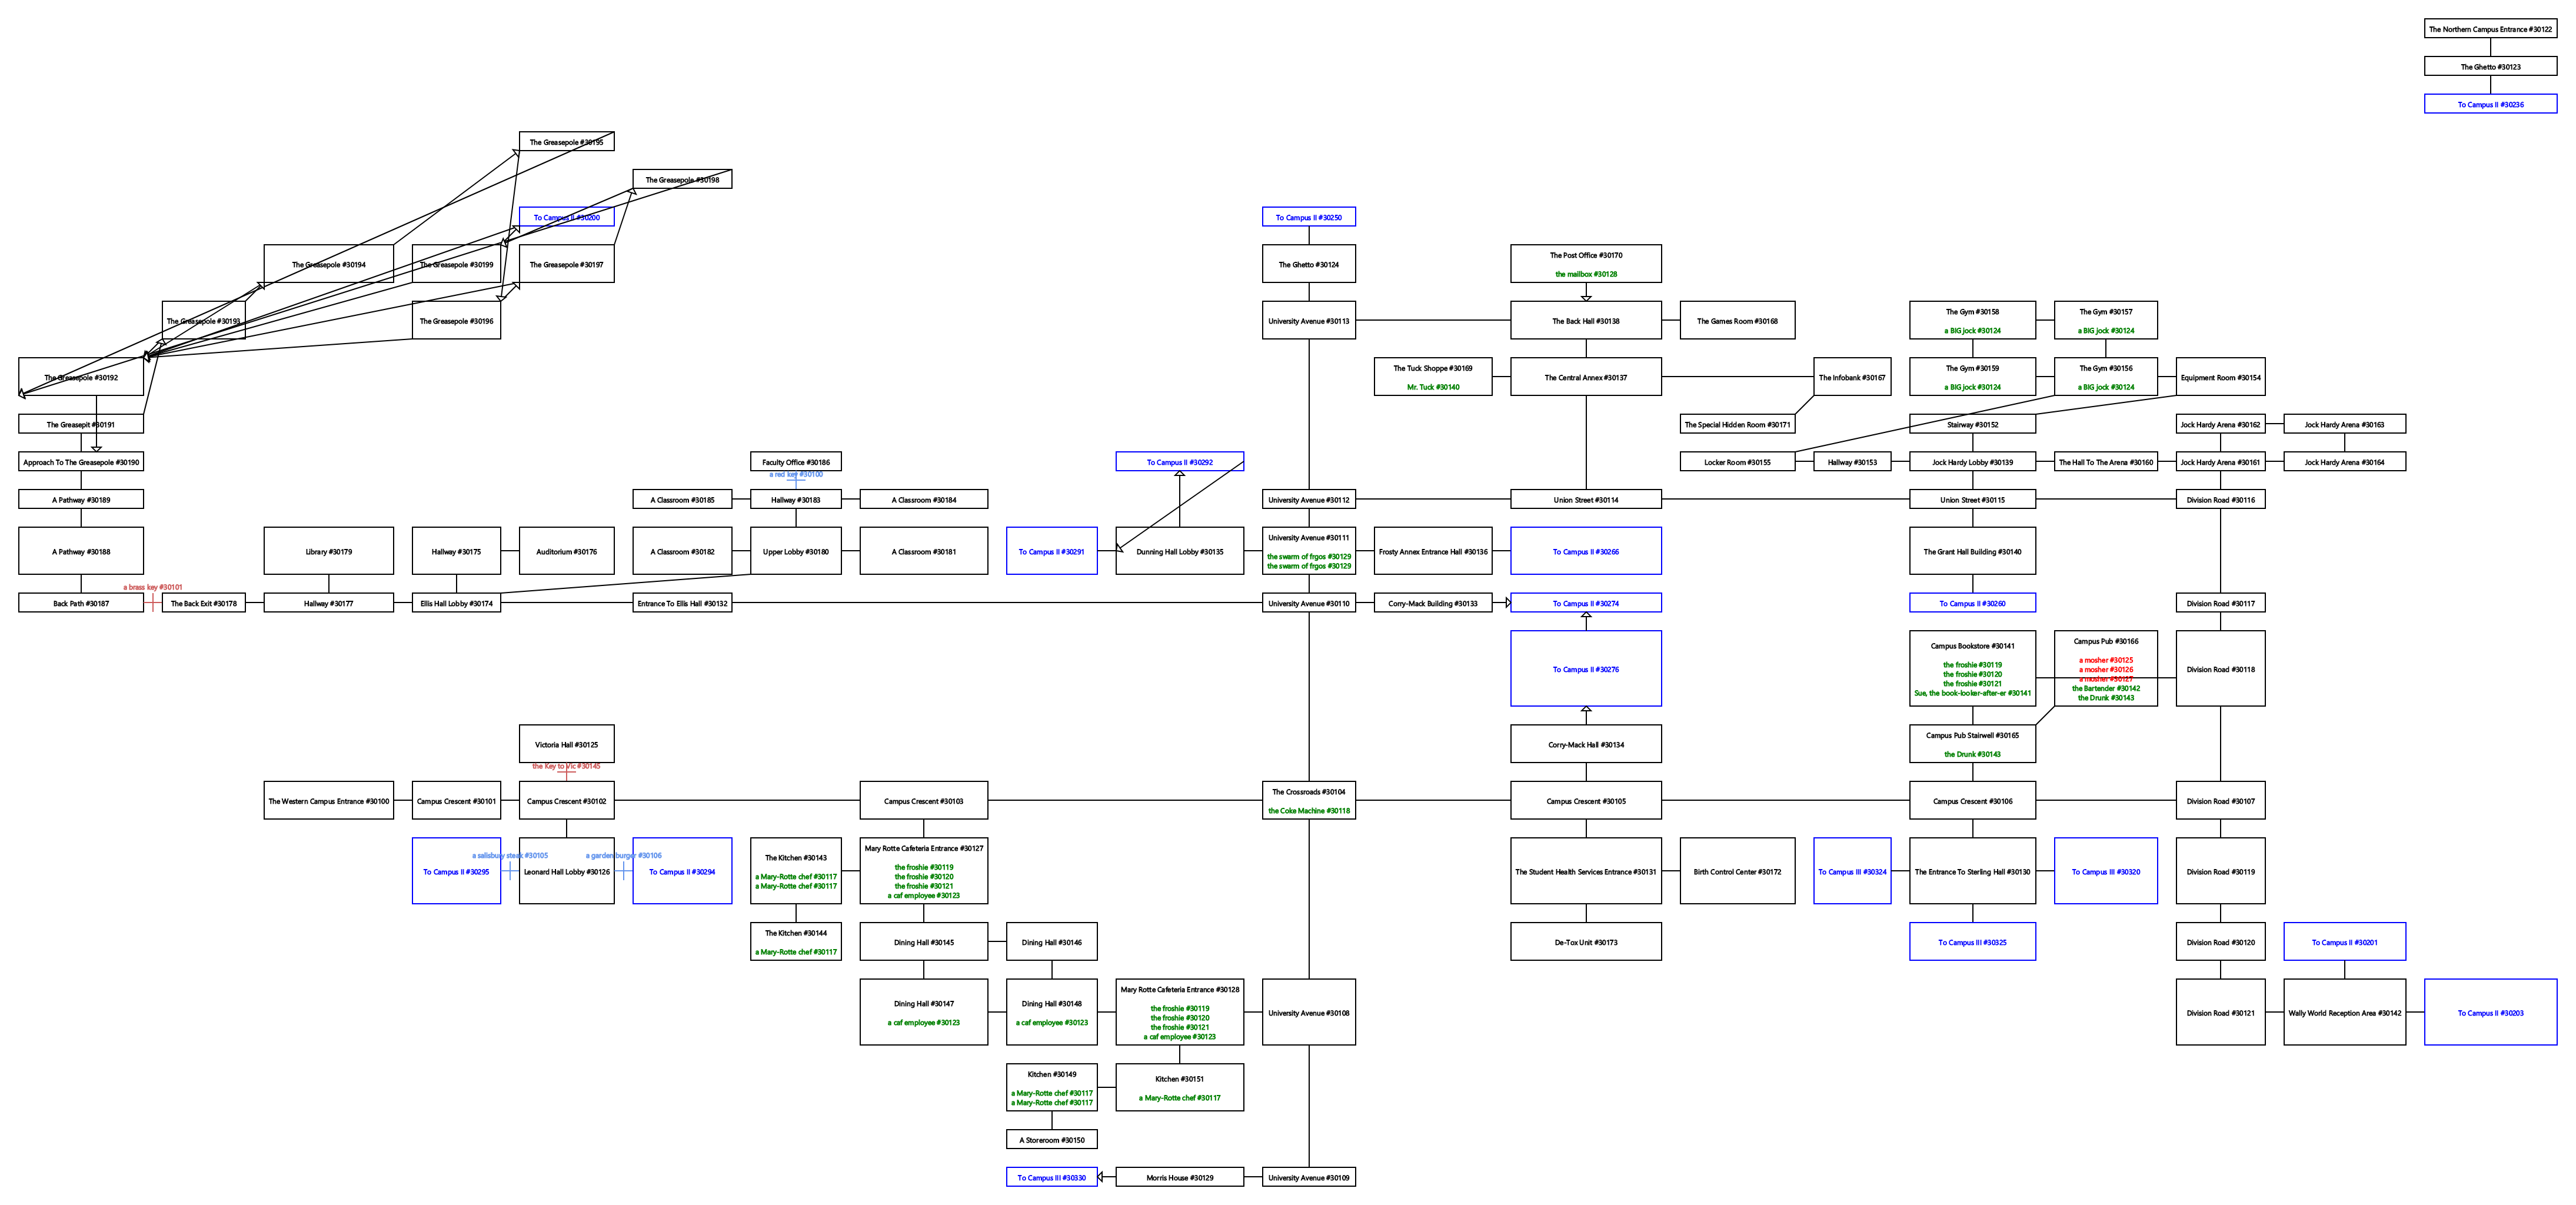 The Northern Campus Entrance #30122
The Ghetto #30123
To Campus II #30236
The Greasepole #30195
The Greasepole #30198
To Campus II #30200
To Campus II #30250
The Greasepole #30194
The Greasepole #30199
The Greasepole #30197
The Ghetto #30124
The Post Office #30170
the mailbox #30128
The Greasepole #30193
The Greasepole #30196
University Avenue #30113
The Back Hall #30138
The Games Room #30168
The Gym #30158
a BIG jock #30124
The Gym #30157
a BIG jock #30124
The Greasepole #30192
The Tuck Shoppe #30169
Mr. Tuck #30140
The Central Annex #30137
The Infobank #30167
The Gym #30159
a BIG jock #30124
The Gym #30156
a BIG jock #30124
Equipment Room #30154
The Greasepit #30191
The Special Hidden Room #30171
Stairway #30152
Jock Hardy Arena #30162
Jock Hardy Arena #30163
Approach To The Greasepole #30190
Faculty Office #30186
a red key #30100
To Campus II #30292
Locker Room #30155
Hallway #30153
Jock Hardy Lobby #30139
The Hall To The Arena #30160
Jock Hardy Arena #30161
Jock Hardy Arena #30164
A Pathway #30189
A Classroom #30185
Hallway #30183
A Classroom #30184
University Avenue #30112
Union Street #30114
Union Street #30115
Division Road #30116
A Pathway #30188
Library #30179
Hallway #30175
Auditorium #30176
A Classroom #30182
Upper Lobby #30180
A Classroom #30181
To Campus II #30291
Dunning Hall Lobby #30135
University Avenue #30111
the swarm of frgos #30129
the swarm of frgos #30129
Frosty Annex Entrance Hall #30136
To Campus II #30266
The Grant Hall Building #30140
a brass key #30101
Back Path #30187
The Back Exit #30178
Hallway #30177
Ellis Hall Lobby #30174
Entrance To Ellis Hall #30132
University Avenue #30110
Corry-Mack Building #30133
To Campus II #30274
To Campus II #30260
Division Road #30117
To Campus II #30276
Campus Bookstore #30141
the froshie #30119
the froshie #30120
the froshie #30121
Sue, the book-looker-after-er #30141
Campus Pub #30166
a mosher #30125
a mosher #30126
a mosher #30127
the Bartender #30142
the Drunk #30143
Division Road #30118
Victoria Hall #30125
the Key to Vic #30145
Corry-Mack Hall #30134
Campus Pub Stairwell #30165
the Drunk #30143
The Western Campus Entrance #30100
Campus Crescent #30101
Campus Crescent #30102
Campus Crescent #30103
The Crossroads #30104
the Coke Machine #30118
Campus Crescent #30105
Campus Crescent #30106
Division Road #30107
a salisbury steak #30105
a garden burger #30106
To Campus II #30295
Leonard Hall Lobby #30126
To Campus II #30294
The Kitchen #30143
a Mary-Rotte chef #30117
a Mary-Rotte chef #30117
Mary Rotte Cafeteria Entrance #30127
the froshie #30119
the froshie #30120
the froshie #30121
a caf employee #30123
The Student Health Services Entrance #30131
Birth Control Center #30172
To Campus III #30324
The Entrance To Sterling Hall #30130
To Campus III #30320
Division Road #30119
The Kitchen #30144
a Mary-Rotte chef #30117
Dining Hall #30145
Dining Hall #30146
De-Tox Unit #30173
To Campus III #30325
Division Road #30120
To Campus II #30201
Dining Hall #30147
a caf employee #30123
Dining Hall #30148
a caf employee #30123
Mary Rotte Cafeteria Entrance #30128
the froshie #30119
the froshie #30120
the froshie #30121
a caf employee #30123
University Avenue #30108
Division Road #30121
Wally World Reception Area #30142
To Campus II #30203
Kitchen #30149
a Mary-Rotte chef #30117
a Mary-Rotte chef #30117
Kitchen #30151
a Mary-Rotte chef #30117
A Storeroom #30150
To Campus III #30330
Morris House #30129
University Avenue #30109